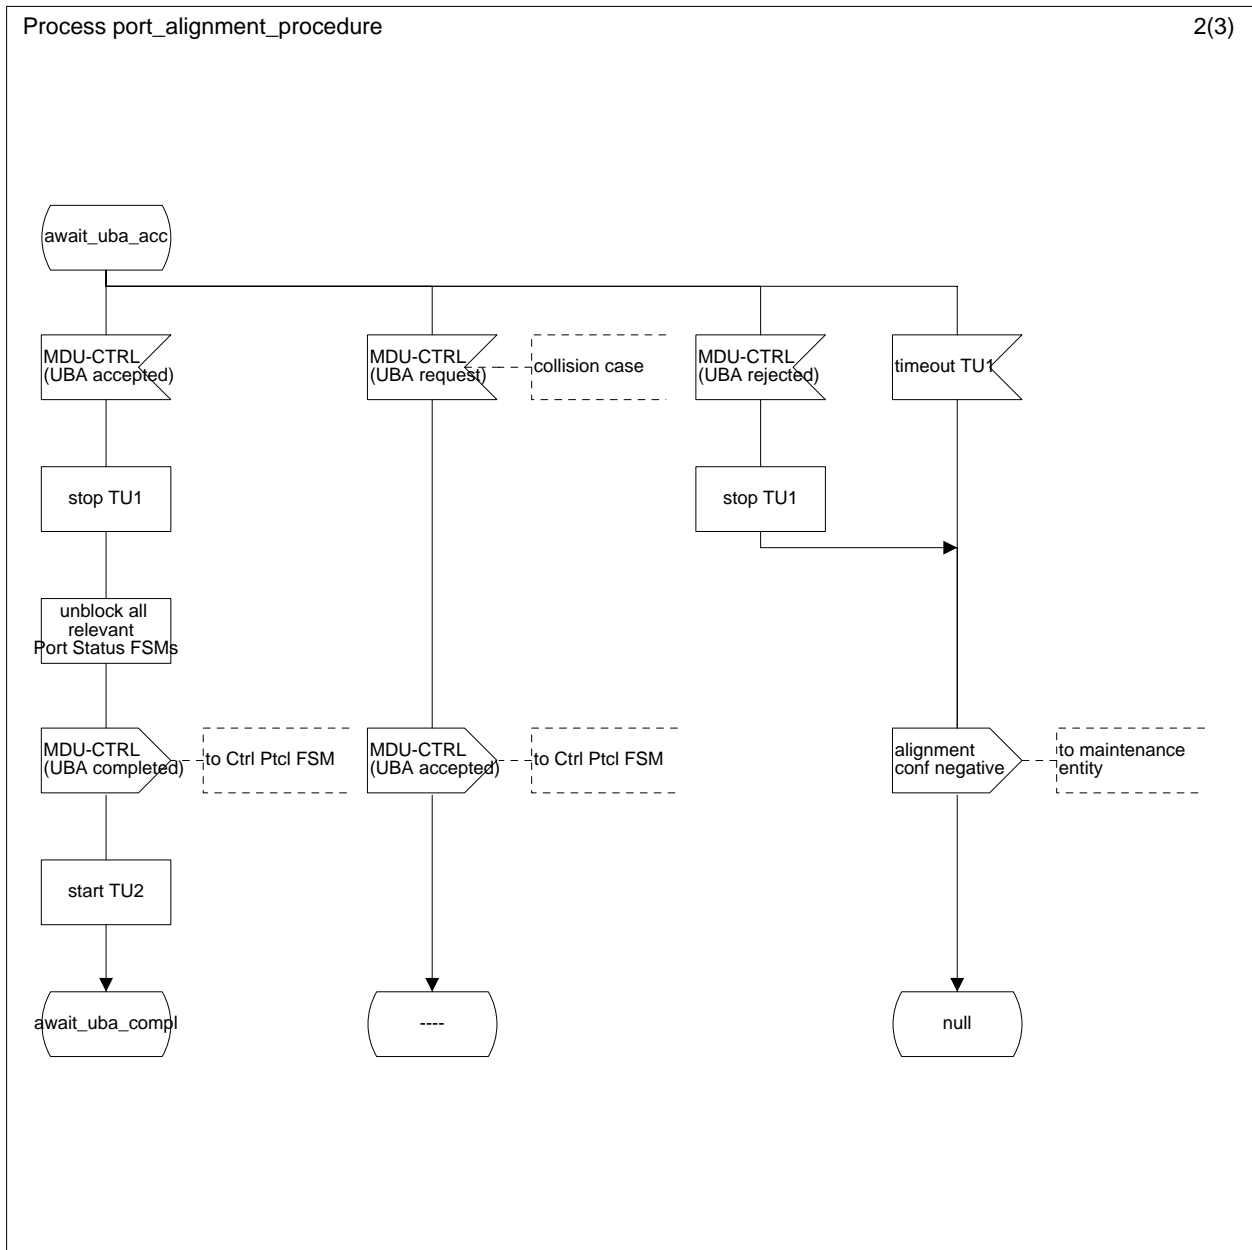 Process port_alignment_procedure
2(3)
await_uba_acc
MDU-CTRL
(UBA accepted)
MDU-CTRL
(UBA request)
collision case
MDU-CTRL
(UBA rejected)
timeout TU1
stop TU1
stop TU1
unblock all
relevant
Port Status FSMs
MDU-CTRL
(UBA completed)
to Ctrl Ptcl FSM
MDU-CTRL
(UBA accepted)
to Ctrl Ptcl FSM
alignment
conf negative
to maintenance
entity
start TU2
await_uba_compl
----
null